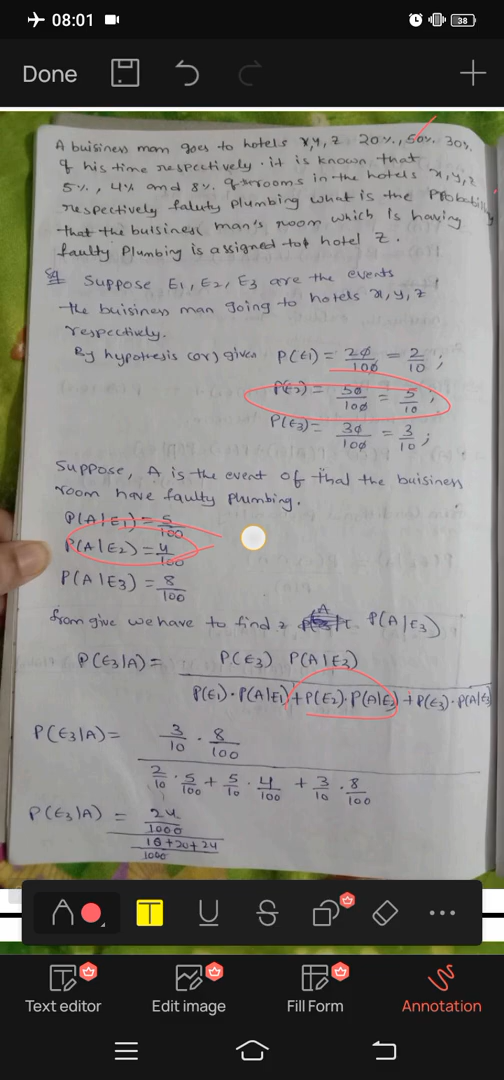 08:01
38
Done
A buisiness man goes to hotels x,y,z 20%, 50% 30%
of his time respectively. it is known that
5%, 4% and 8% of rooms in the hotels x,y,z
respectively faluty plumbing what is the Probability
that the buisiness man's room which is having
faulty Plumbing is assigned to hotel z.
Suppose E1, E2, E3 are the events
the buisiness man going to hotels x,y,z
respectively.
By hypothesis (or) given P(E1) = 20/100 = 2/10 ;
P(E2) = 50/100 = 5/10 ;
P(E3) = 30/100 = 3/10 ;
Suppose, A is the event of that the buisiness
room have faulty plumbing.
P(A|E1) = 5/100
P(A|E2) = 4/100
P(A|E3) = 8/100
from give we have to find P(A|E3)
P(E3|A) = P(E3) P(A|E3) / P(E1)·P(A|E1) + P(E2)·P(A|E2) + P(E3)·P(A|E3)
P(E3|A) = 3/10 · 8/100 / 2/10 · 5/100 + 5/10 · 4/100 + 3/10 · 8/100
P(E3|A) = 24/1000 / 10+20+24/1000
T
U
S
Text editor
Edit image
Fill Form
Annotation